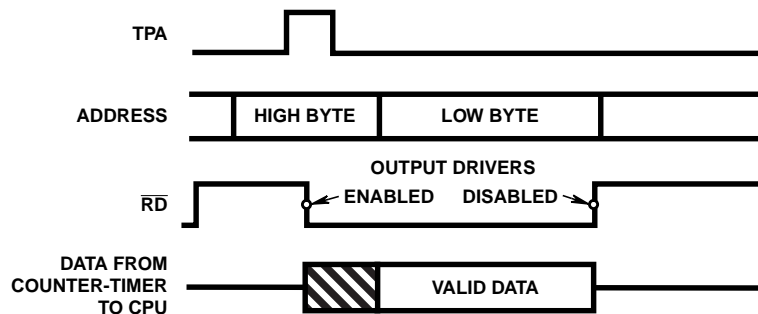 TPA
ADDRESS
HIGH BYTE
LOW BYTE
OUTPUT DRIVERS
RD
ENABLED
DISABLED
DATA FROM
COUNTER-TIMER
TO CPU
VALID DATA